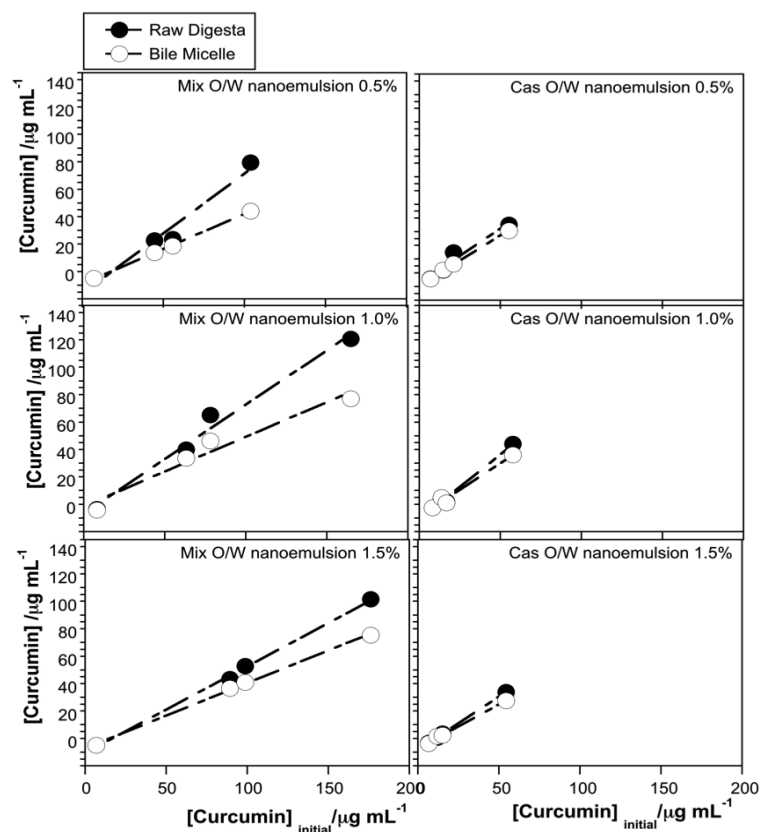 Raw Digesta
Bile Micelle
Mix O/W nanoemulsion 0.5%
Cas O/W nanoemulsion 0.5%
140
120
100
80
60
40
20
0
[Curcumin] /μg mL-1
Mix O/W nanoemulsion 1.0%
Cas O/W nanoemulsion 1.0%
140
120
100
80
60
40
20
0
[Curcumin] /μg mL-1
Mix O/W nanoemulsion 1.5%
Cas O/W nanoemulsion 1.5%
140
120
100
80
60
40
20
0
[Curcumin] /μg mL-1
0 50 100 150 200 0 50 100 150 200
[Curcumin] initial/μg mL-1 [Curcumin] initial/μg mL-1